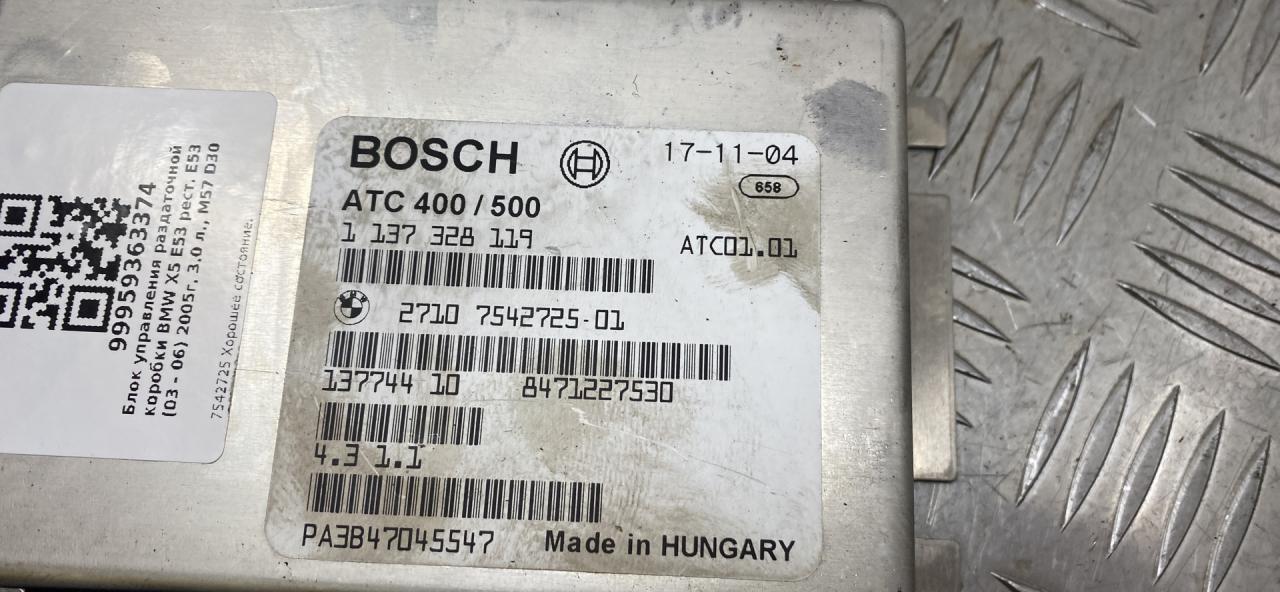 BOSCH
17-11-04
658
ATC 400 / 500
1 137 328 119
ATC01.01
2710 7542725-01
137744 10 8471227530
4.3 1.1
PA3B47045547
Made in HUNGARY
99959363374
Блок управления раздаточной
коробки BMW X5 E53 рест. E53
(03 - 06) 2005г, 3,0 л., M57 D30
7542725 Хорошее состояние.